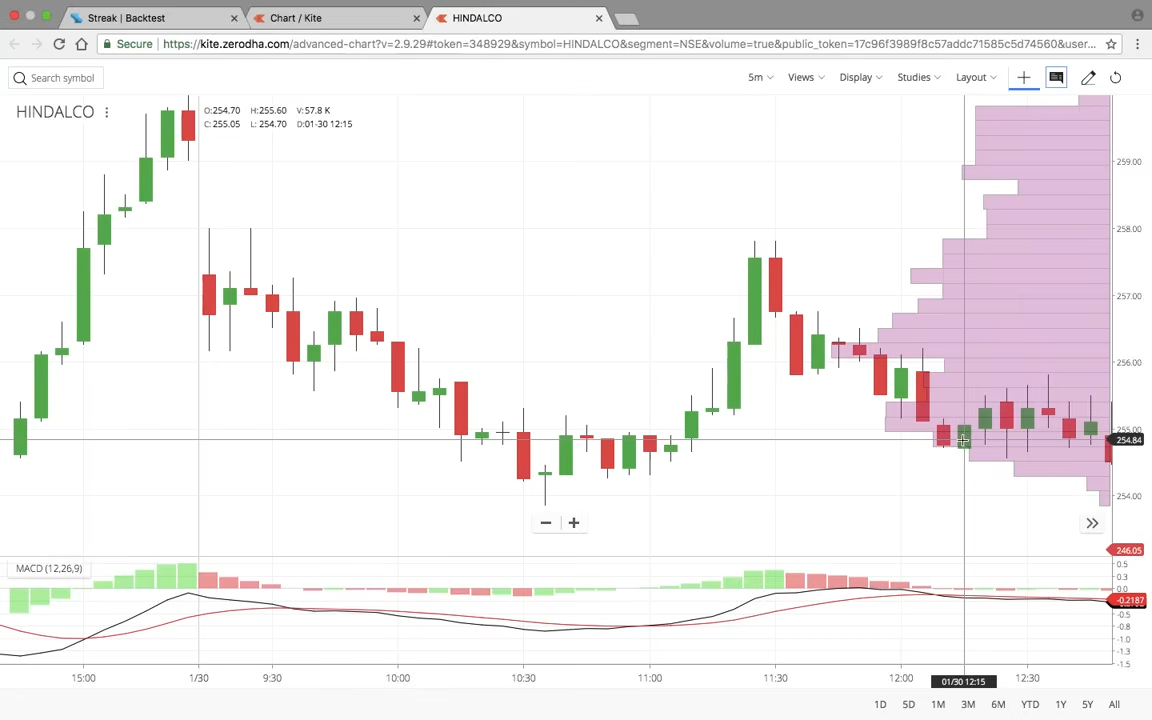 Streak | Backtest
Chart / Kite
HINDALCO
Secure
https://kite.zerodha.com/advanced-chart?v=2.9.29#token=348929&symbol=HINDALCO&segment=NSE&volume=true&public_token=17c96f3989f8c57addc71585c5d74560&user...
Search symbol
5m
Views
Display
Studies
Layout
HINDALCO
O:254.70 H:255.60 V:57.8 K
C: 255.05 L: 254.70 D:01-30 12:15
259.00
258.00
257.00
256.00
255.00
254.84
254.00
246.05
MACD (12,26,9)
0.5
0.3
0.0
-0.2187
-0.5
-0.8
-1.0
-1.3
-1.5
15:00
1/30
9:30
10:00
10:30
11:00
11:30
12:00
01/30 12:15
12:30
1D
5D
1M
3M
6M
YTD
1Y
5Y
All